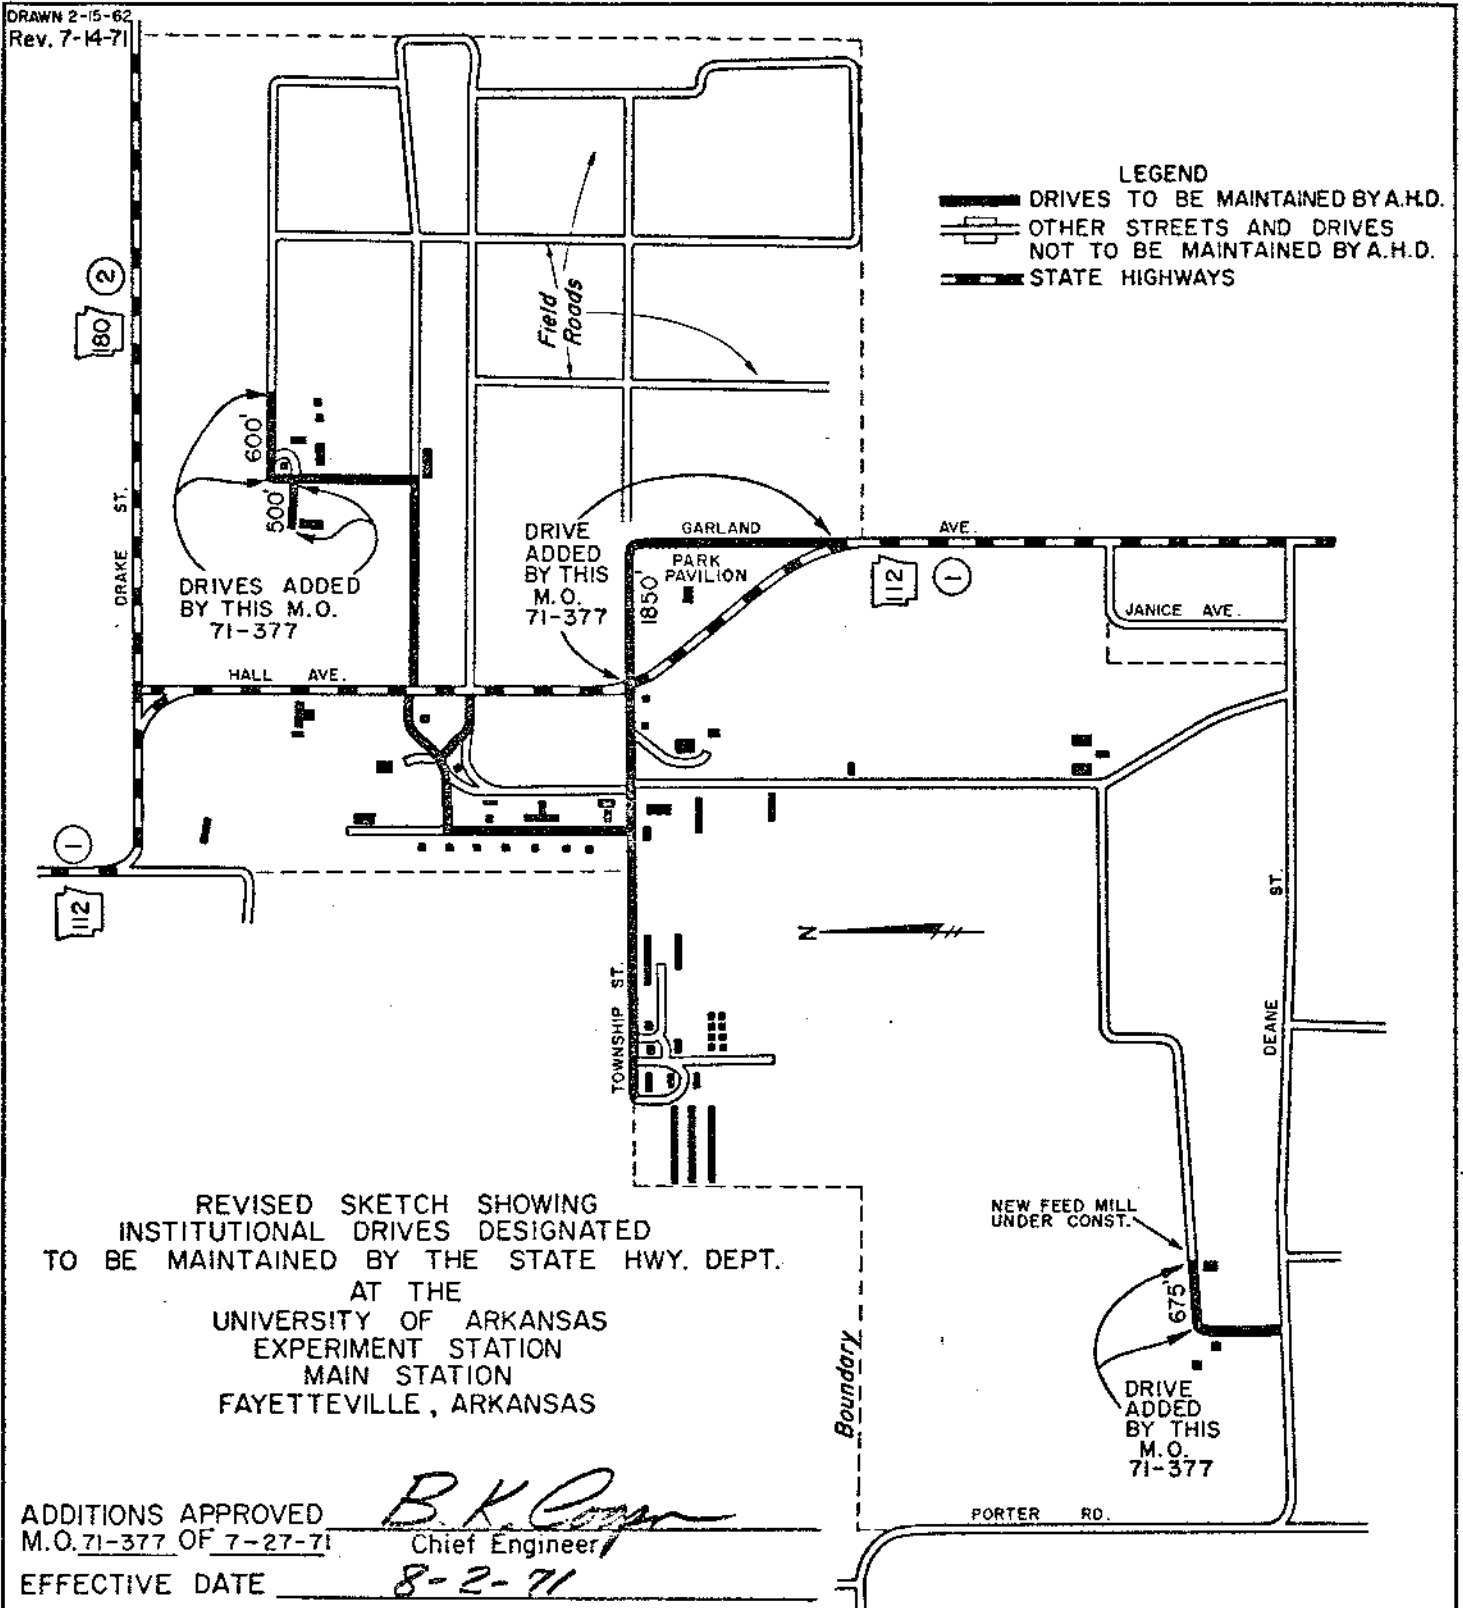 DRAWN 2-15-62
Rev. 7-14-71
LEGEND
DRIVES TO BE MAINTAINED BY A.H.D.
OTHER STREETS AND DRIVES
NOT TO BE MAINTAINED BY A.H.D.
STATE HIGHWAYS
2
180
Field
Roads
600'
500'
DRAKE ST.
DRIVES ADDED
BY THIS M.O.
71-377
DRIVE
ADDED
BY THIS
M.O.
71-377
GARLAND AVE.
PARK
PAVILION
1850'
112
1
JANICE AVE.
HALL AVE.
1
112
N
TOWNSHIP ST.
DEANE ST.
REVISED SKETCH SHOWING
INSTITUTIONAL DRIVES DESIGNATED
TO BE MAINTAINED BY THE STATE HWY. DEPT.
AT THE
UNIVERSITY OF ARKANSAS
EXPERIMENT STATION
MAIN STATION
FAYETTEVILLE, ARKANSAS
NEW FEED MILL
UNDER CONST.
675'
DRIVE
ADDED
BY THIS
M.O.
71-377
Boundary
PORTER RD.
ADDITIONS APPROVED
M.O. 71-377 OF 7-27-71
B. K.
Chief Engineer
EFFECTIVE DATE 8-2-71